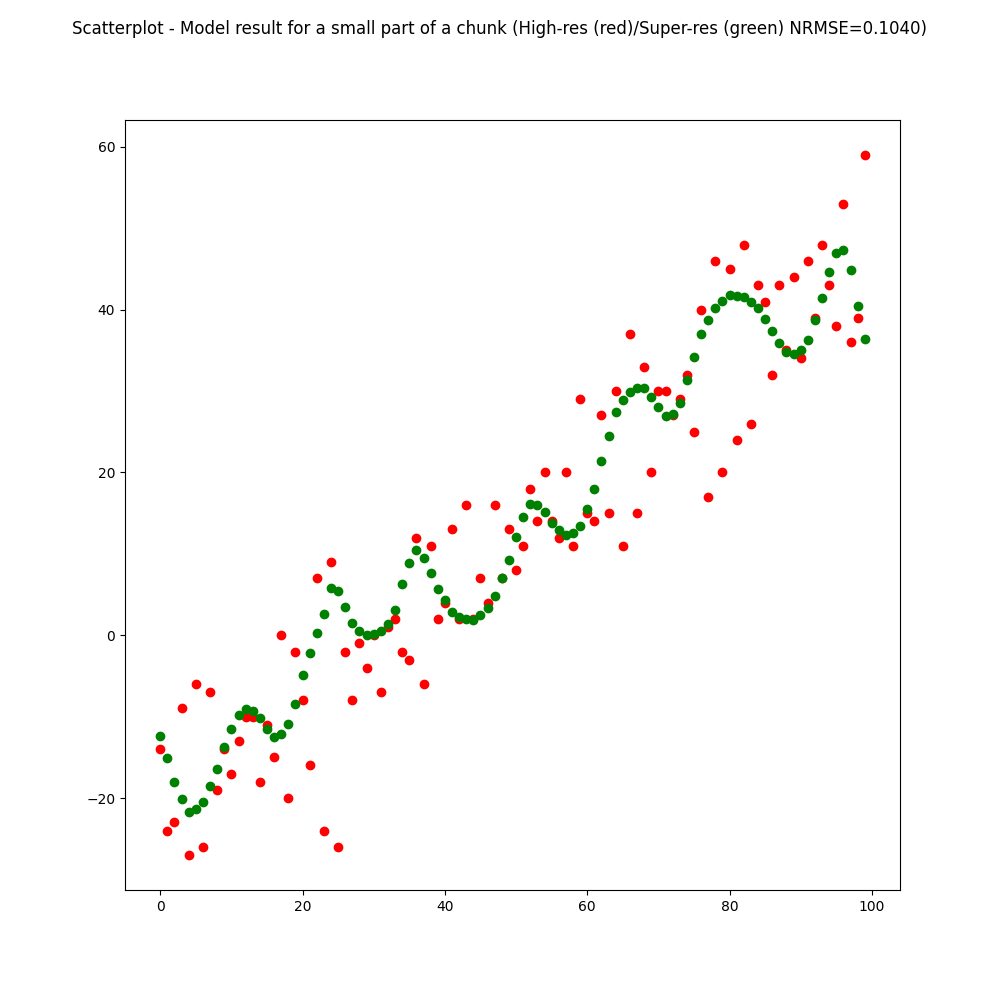 Scatterplot - Model result for a small part of a chunk (High-res (red)/Super-res (green) NRMSE=0.1040)
60
40
20
0
−20
0 20 40 60 80 100